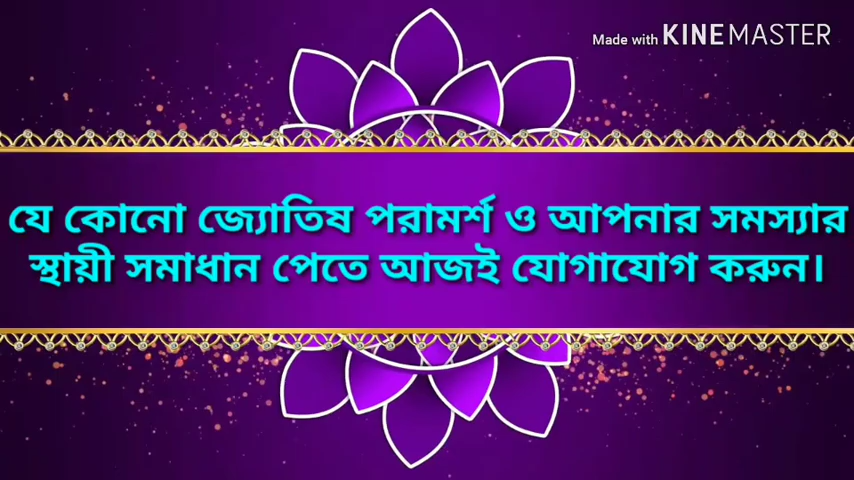 Made with KINEMASTER
যে কোনো জ্যোতিষ পরামর্শ ও আপনার সমস্যার
স্থায়ী সমাধান পেতে আজই যোগাযোগ করুন।